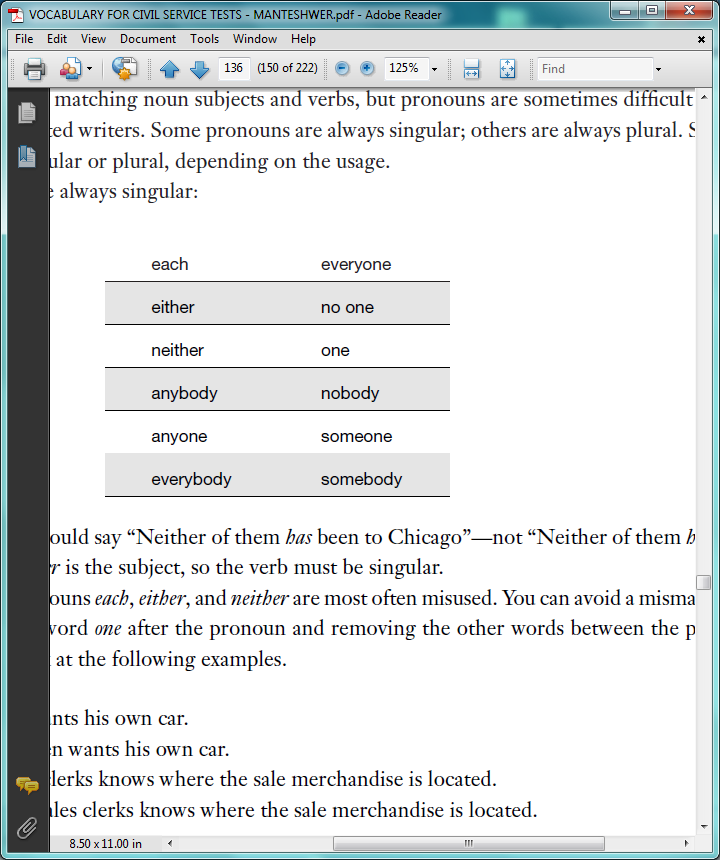 VOCABULARY FOR CIVIL SERVICE TESTS - MANTESHWER.pdf - Adobe Reader
File Edit View Document Tools Window Help
136 (150 of 222) 125% Find
matching noun subjects and verbs, but pronouns are sometimes difficult
ted writers. Some pronouns are always singular; others are always plural. S
ular or plural, depending on the usage.
e always singular:
each everyone
either no one
neither one
anybody nobody
anyone someone
everybody somebody
ould say “Neither of them has been to Chicago”—not “Neither of them h
er is the subject, so the verb must be singular.
ouns each, either, and neither are most often misused. You can avoid a misma
word one after the pronoun and removing the other words between the p
at the following examples.
nts his own car.
en wants his own car.
clerks knows where the sale merchandise is located.
ales clerks knows where the sale merchandise is located.
8.50 x 11.00 in